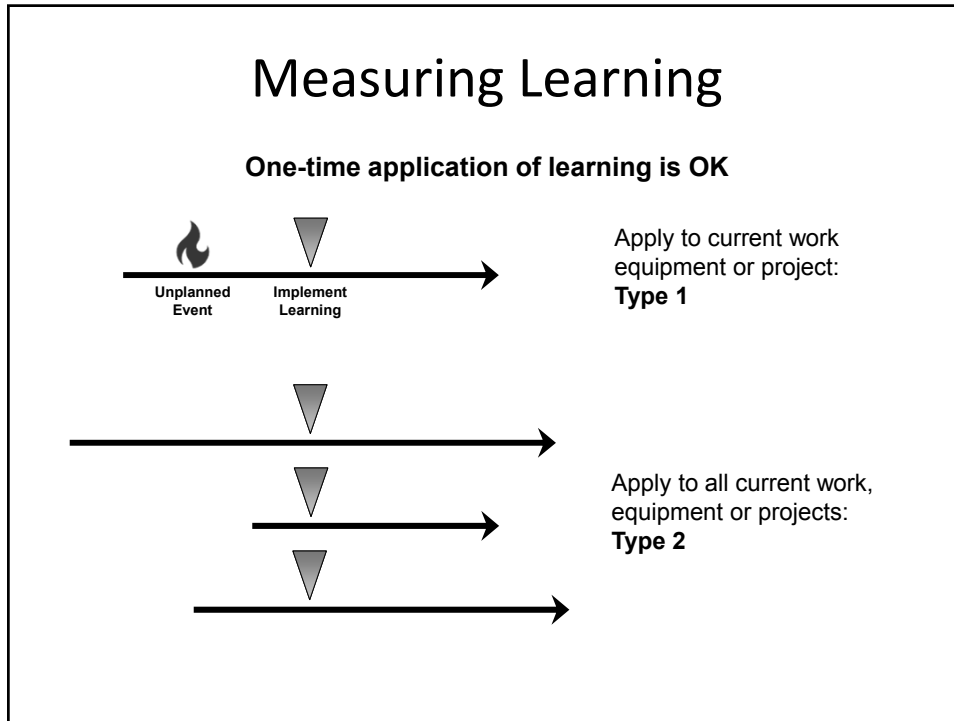 Measuring Learning
One-time application of learning is OK
Unplanned
Event
Implement
Learning
Apply to current work
equipment or project:
Type 1
Apply to all current work,
equipment or projects:
Type 2